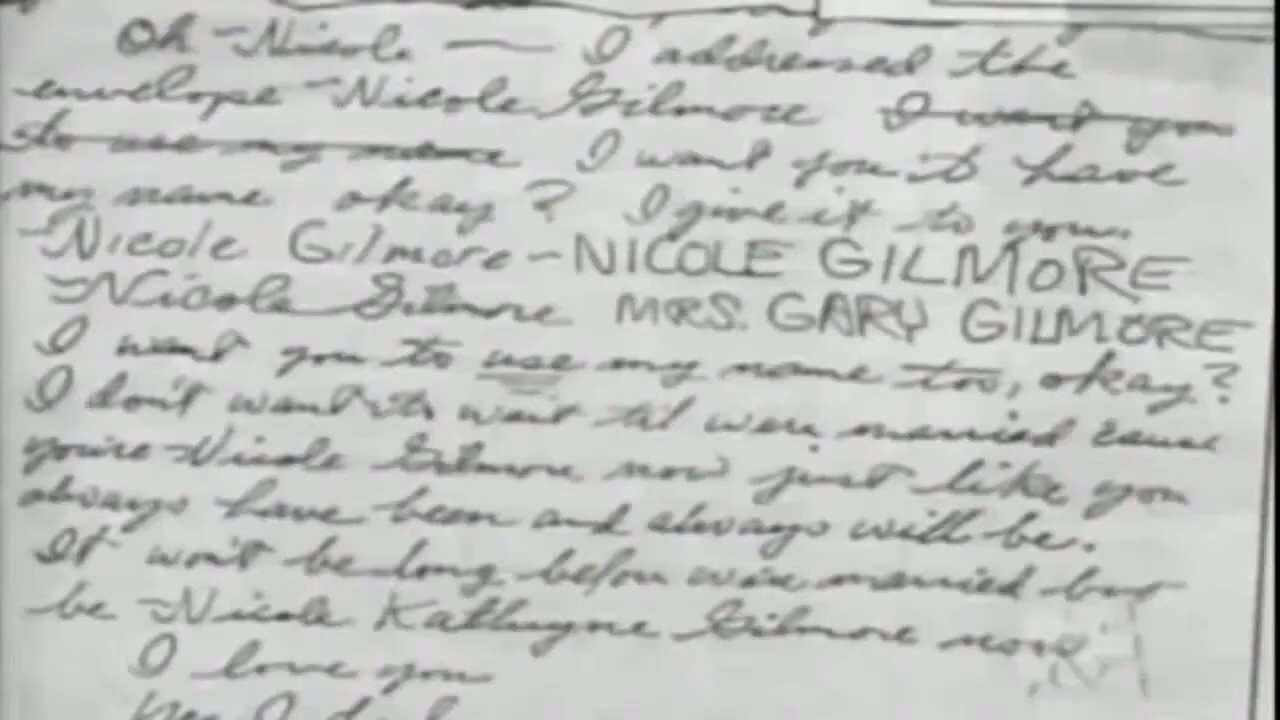 Oh - Nicole — I addressed the
envelope - Nicole Gilmore I want you
to use my name I want you to have
my name okay? I give it to you.
-Nicole Gilmore - NICOLE GILMORE
-Nicole Gilmore MRS. GARY GILMORE
I want you to use my name too, okay?
I don't want to wait til were married cause
you're Nicole Gilmore now just like you
always have been and always will be.
It won't be long before were married but
be Nicole Kathryne Gilmore now
I love you
Yes I do